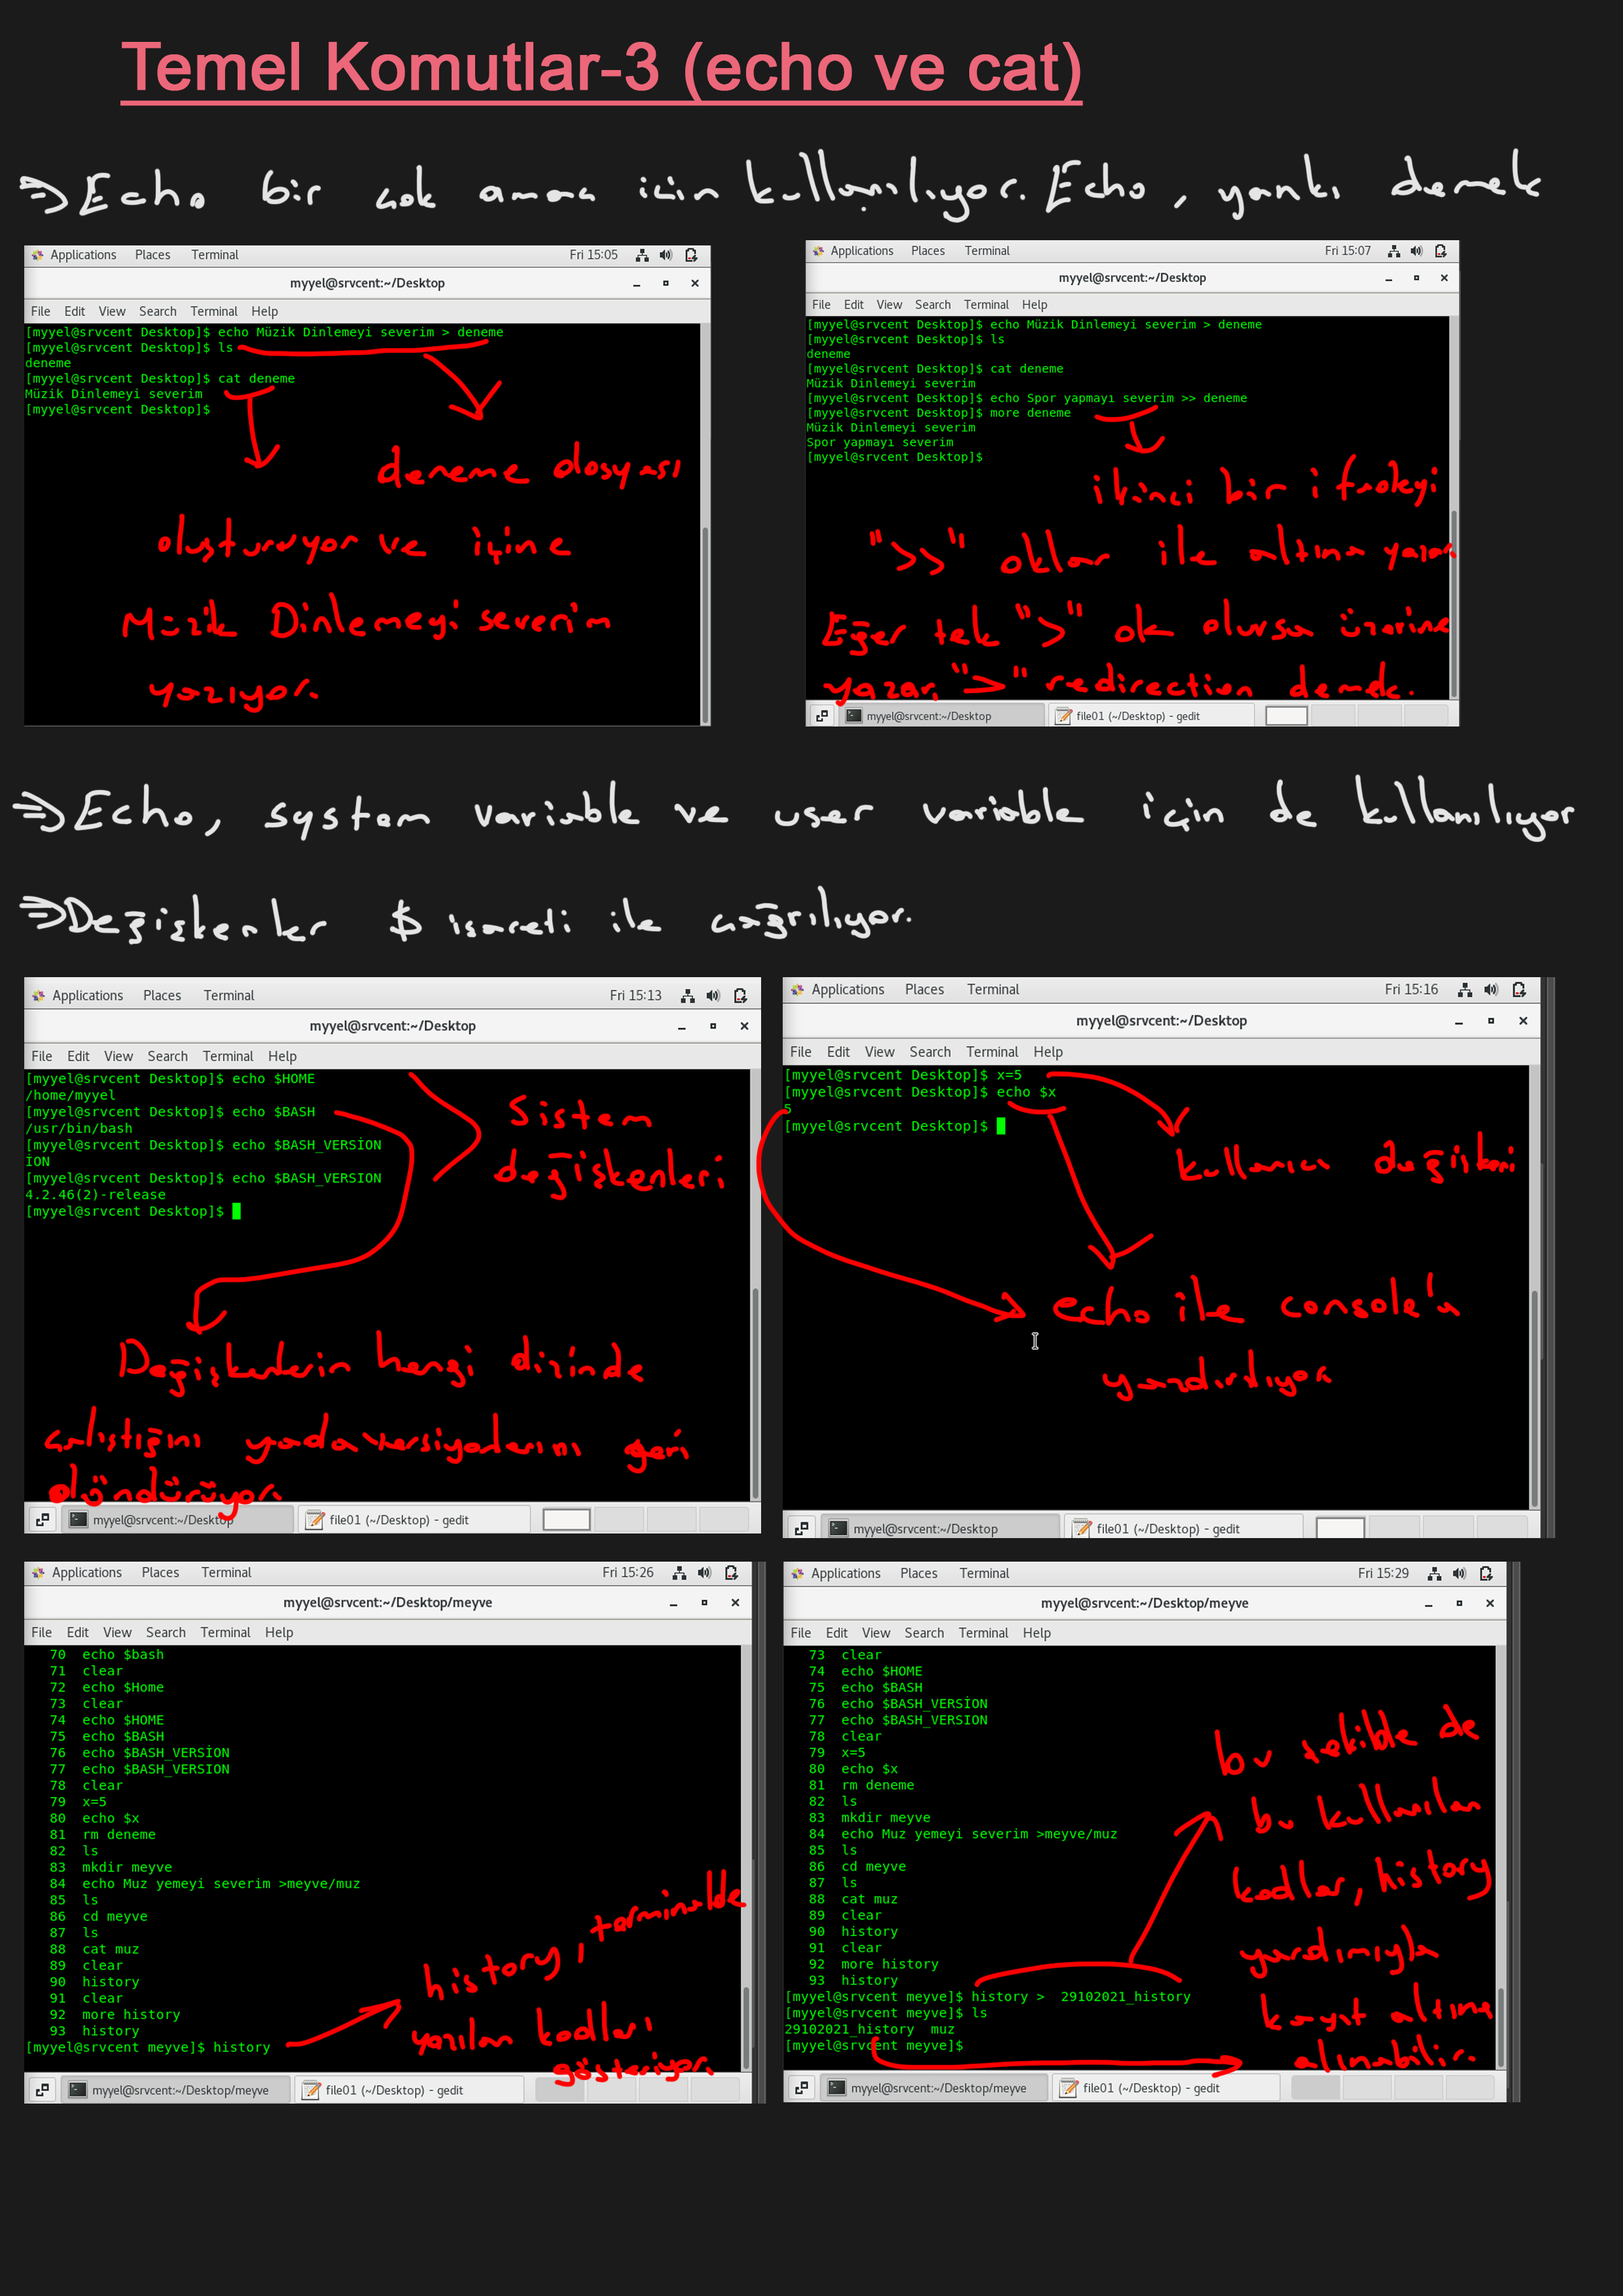 Temel Komutlar-3 (echo ve cat)
⇒ Echo bir çok amaca için kullanılıyor. Echo, yankı demek
Applications Places Terminal Fri 15:05
myyel@srvcent:~/Desktop
File Edit View Search Terminal Help
[myyel@srvcent Desktop]$ echo Müzik Dinlemeyi severim > deneme
[myyel@srvcent Desktop]$ ls
deneme
[myyel@srvcent Desktop]$ cat deneme
Müzik Dinlemeyi severim
[myyel@srvcent Desktop]$
deneme dosyası
oluşturuyor ve içine
Müzik Dinlemeyi severim
yazıyor.
Applications Places Terminal Fri 15:07
myyel@srvcent:~/Desktop
File Edit View Search Terminal Help
[myyel@srvcent Desktop]$ echo Müzik Dinlemeyi severim > deneme
[myyel@srvcent Desktop]$ ls
deneme
[myyel@srvcent Desktop]$ cat deneme
Müzik Dinlemeyi severim
[myyel@srvcent Desktop]$ echo Spor yapmayı severim >> deneme
[myyel@srvcent Desktop]$ more deneme
Müzik Dinlemeyi severim
Spor yapmayı severim
[myyel@srvcent Desktop]$
ikinci bir ifadeyi
">>" oklar ile altına yazar
Eğer tek ">" ok olursa üzerine
yazar. ">" redirection demek.
myyel@srvcent:~/Desktop file01 (~/Desktop) - gedit
⇒ Echo, system variable ve user variable için de kullanılıyor
⇒ Değişkenler $ işareti ile çağrılıyor.
Applications Places Terminal Fri 15:13
myyel@srvcent:~/Desktop
File Edit View Search Terminal Help
[myyel@srvcent Desktop]$ echo $HOME
/home/myyel
[myyel@srvcent Desktop]$ echo $BASH
/usr/bin/bash
[myyel@srvcent Desktop]$ echo $BASH_VERSİON
İON
[myyel@srvcent Desktop]$ echo $BASH_VERSION
4.2.46(2)-release
[myyel@srvcent Desktop]$
Sistem
değişkenleri
Değişkenlerin hangi dizinde
çalıştığını yada versiyonlarını geri
döndürüyor.
myyel@srvcent:~/Desktop file01 (~/Desktop) - gedit
Applications Places Terminal Fri 15:16
myyel@srvcent:~/Desktop
File Edit View Search Terminal Help
[myyel@srvcent Desktop]$ x=5
[myyel@srvcent Desktop]$ echo $x
5
[myyel@srvcent Desktop]$
kullanıcı değişkeni
echo ile console'a
yazdırılıyor
myyel@srvcent:~/Desktop file01 (~/Desktop) - gedit
Applications Places Terminal Fri 15:26
myyel@srvcent:~/Desktop/meyve
File Edit View Search Terminal Help
70 echo $bash
71 clear
72 echo $Home
73 clear
74 echo $HOME
75 echo $BASH
76 echo $BASH_VERSİON
77 echo $BASH_VERSION
78 clear
79 x=5
80 echo $x
81 rm deneme
82 ls
83 mkdir meyve
84 echo Muz yemeyi severim >meyve/muz
85 ls
86 cd meyve
87 ls
88 cat muz
89 clear
90 history
91 clear
92 more history
93 history
[myyel@srvcent meyve]$ history
history, terminalde
yazılan kodları
gösteriyor.
myyel@srvcent:~/Desktop/meyve file01 (~/Desktop) - gedit
Applications Places Terminal Fri 15:29
myyel@srvcent:~/Desktop/meyve
File Edit View Search Terminal Help
73 clear
74 echo $HOME
75 echo $BASH
76 echo $BASH_VERSİON
77 echo $BASH_VERSION
78 clear
79 x=5
80 echo $x
81 rm deneme
82 ls
83 mkdir meyve
84 echo Muz yemeyi severim >meyve/muz
85 ls
86 cd meyve
87 ls
88 cat muz
89 clear
90 history
91 clear
92 more history
93 history
[myyel@srvcent meyve]$ history > 29102021_history
[myyel@srvcent meyve]$ ls
29102021_history muz
[myyel@srvcent meyve]$
bu şekilde de
bu kullanılan
kodlar, history
yardımıyla
kayıt altına
alınabilir.
myyel@srvcent:~/Desktop/meyve file01 (~/Desktop) - gedit